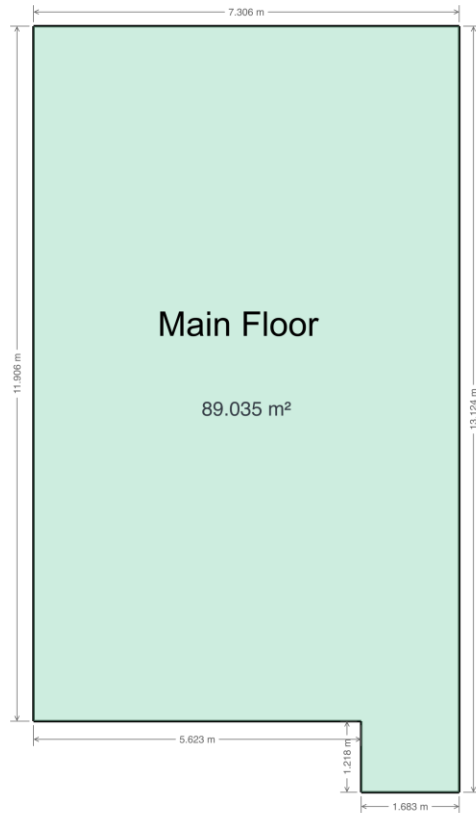 7.306 m
11.906 m
13.124 m
Main Floor
89.035 m²
5.623 m
1.218 m
1.683 m